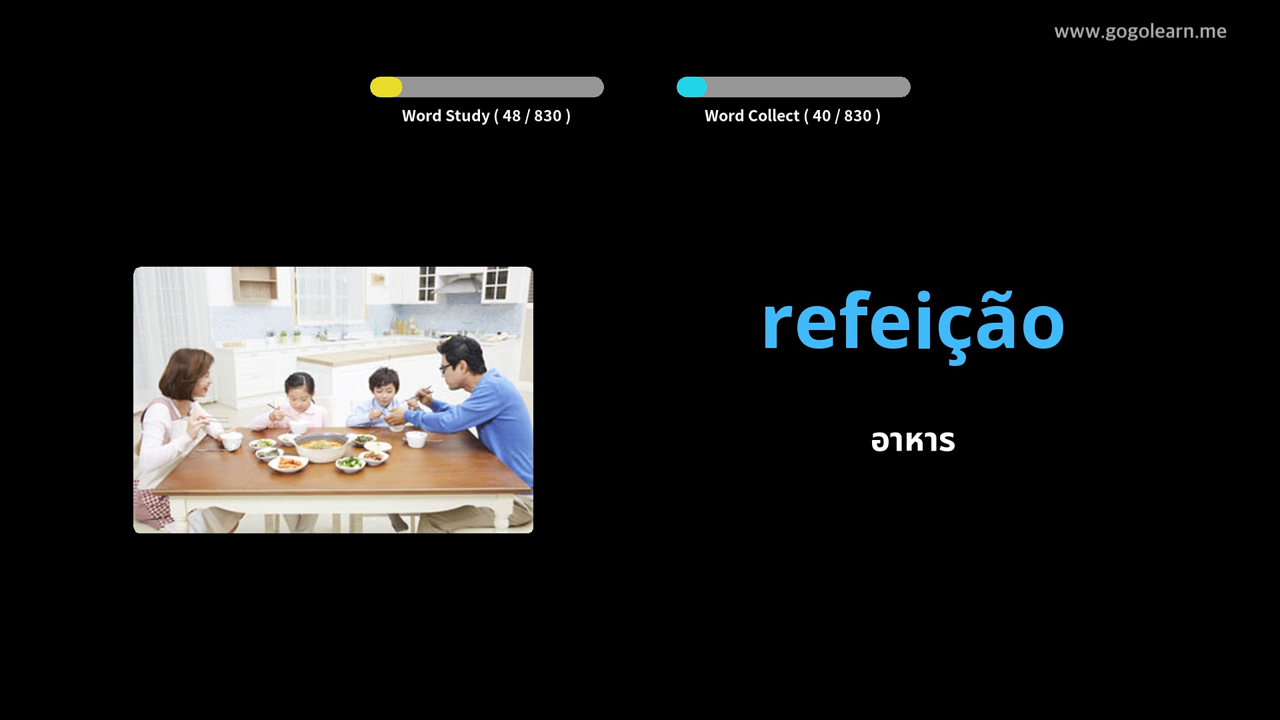 www.gogolearn.me
Word Study ( 48 / 830 )
Word Collect ( 40 / 830 )
refeição
อาหาร